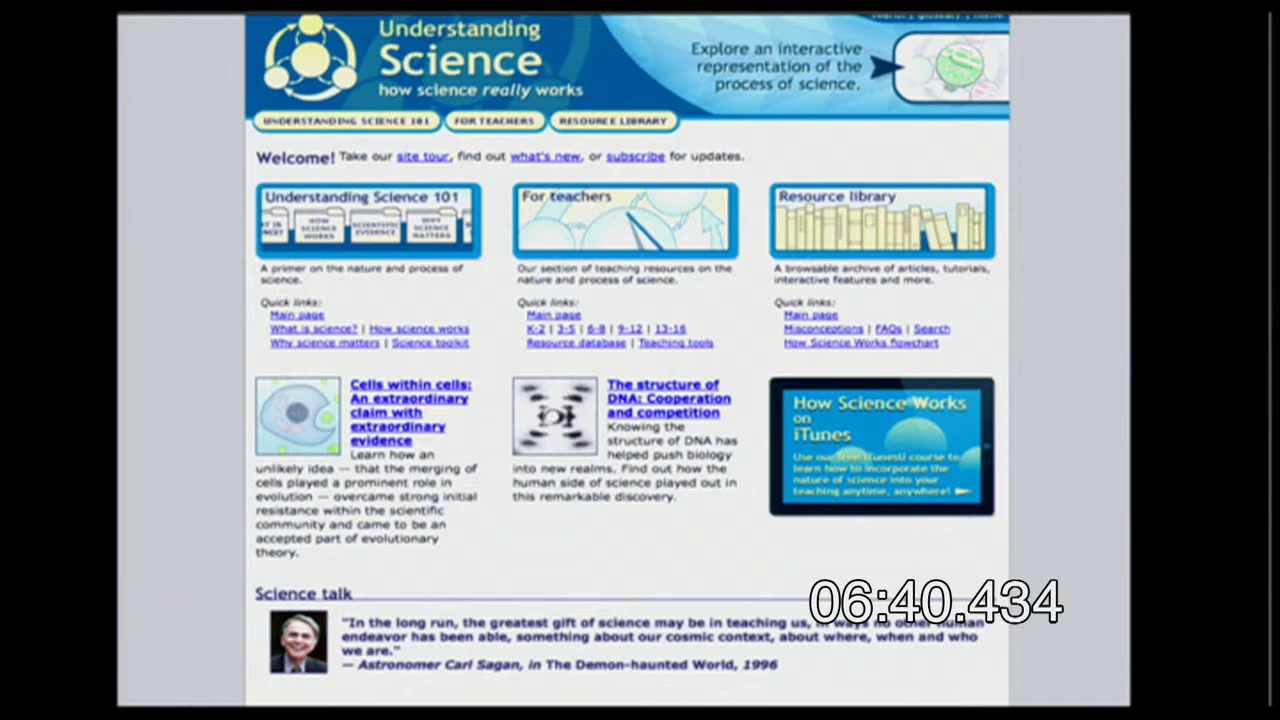 Understanding
Science
how science really works
Explore an interactive
representation of the
process of science.
UNDERSTANDING SCIENCE 101
FOR TEACHERS
RESOURCE LIBRARY
Welcome! Take our site tour, find out what's new, or subscribe for updates.
Understanding Science 101
HOW
SCIENCE
WORKS
SCIENTIFIC
EVIDENCE
WHY
SCIENCE
MATTERS
A primer on the nature and process of
science.
Quick links:
Main page
What is science? | How science works
Why science matters | Science toolkit
For teachers
Our section of teaching resources on the
nature and process of science.
Quick links:
Main page
K-2 | 3-5 | 6-8 | 9-12 | 13-16
Resource database | Teaching tools
Resource library
A browsable archive of articles, tutorials,
interactive features and more.
Quick links:
Main page
Misconceptions | FAQs | Search
How Science Works flowchart
Cells within cells:
An extraordinary
claim with
extraordinary
evidence
Learn how an
unlikely idea — that the merging of
cells played a prominent role in
evolution — overcame strong initial
resistance within the scientific
community and came to be an
accepted part of evolutionary
theory.
The structure of
DNA: Cooperation
and competition
Knowing the
structure of DNA has
helped push biology
into new realms. Find out how the
human side of science played out in
this remarkable discovery.
How Science Works
on
iTunes
Use our free iTunesU course to
learn how to incorporate the
nature of science into your
teaching anytime, anywhere!
Science talk
06:40.434
"In the long run, the greatest gift of science may be in teaching us, in ways no other human
endeavor has been able, something about our cosmic context, about where, when and who
we are."
— Astronomer Carl Sagan, in The Demon-haunted World, 1996